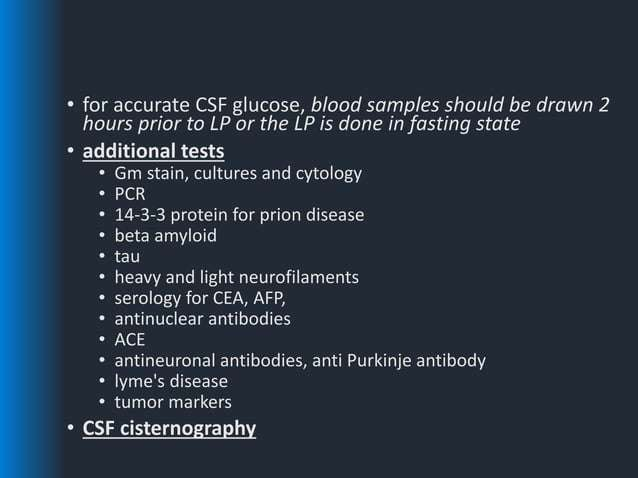 • for accurate CSF glucose, blood samples should be drawn 2
hours prior to LP or the LP is done in fasting state
• additional tests
• Gm stain, cultures and cytology
• PCR
• 14-3-3 protein for prion disease
• beta amyloid
• tau
• heavy and light neurofilaments
• serology for CEA, AFP,
• antinuclear antibodies
• ACE
• antineuronal antibodies, anti Purkinje antibody
• lyme's disease
• tumor markers
• CSF cisternography